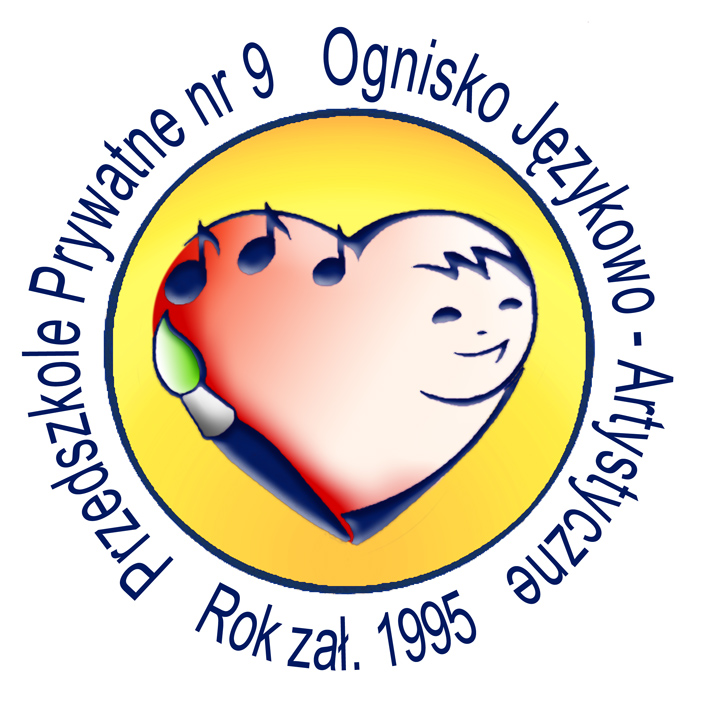 Przedszkole Prywatne nr 9
Ognisko Językowo - Artystyczne
Rok zał. 1995